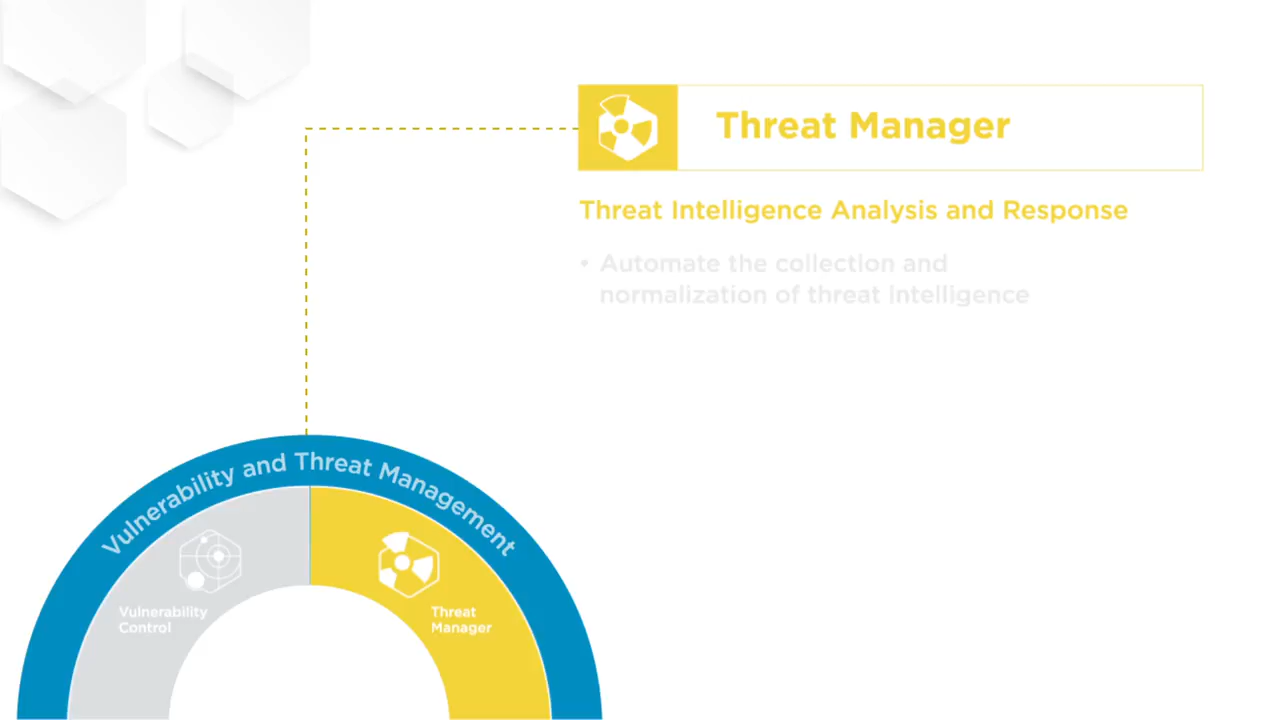 Threat Manager
Threat Intelligence Analysis and Response
• Automate the collection and
normalization of threat intelligence
Vulnerability and Threat Management
Vulnerability
Control
Threat
Manager